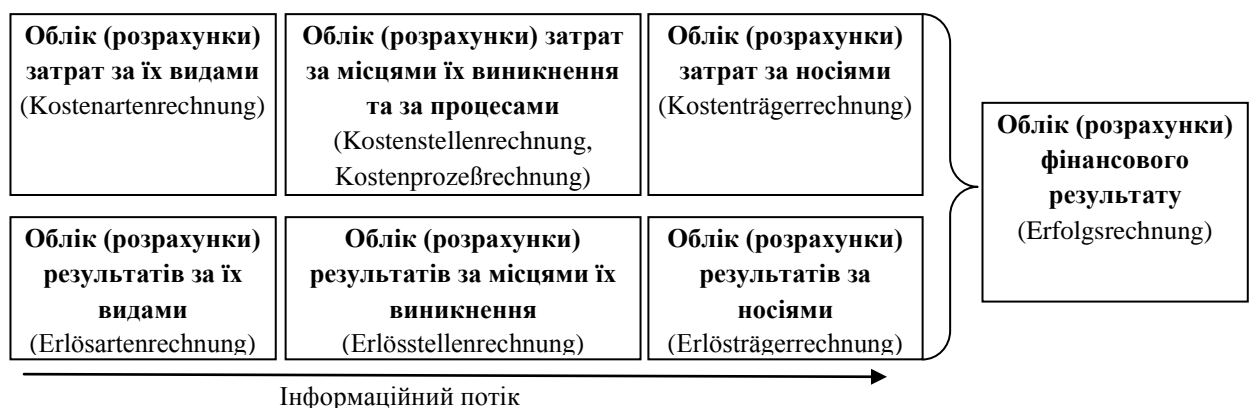 Облік (розрахунки)
затрат за їх видами
(Kostenartenrechnung)
Облік (розрахунки) затрат
за місцями їх виникнення
та за процесами
(Kostenstellenrechnung,
Kostenprozeßrechnung)
Облік (розрахунки)
затрат за носіями
(Kostenträgerrechnung)
Облік (розрахунки)
фінансового
результату
(Erfolgsrechnung)
Облік (розрахунки)
результатів за їх
видами
(Erlösartenrechnung)
Облік (розрахунки)
результатів за місцями їх
виникнення
(Erlösstellenrechnung)
Облік (розрахунки)
результатів за
носіями
(Erlösträgerrechnung)
Інформаційний потік